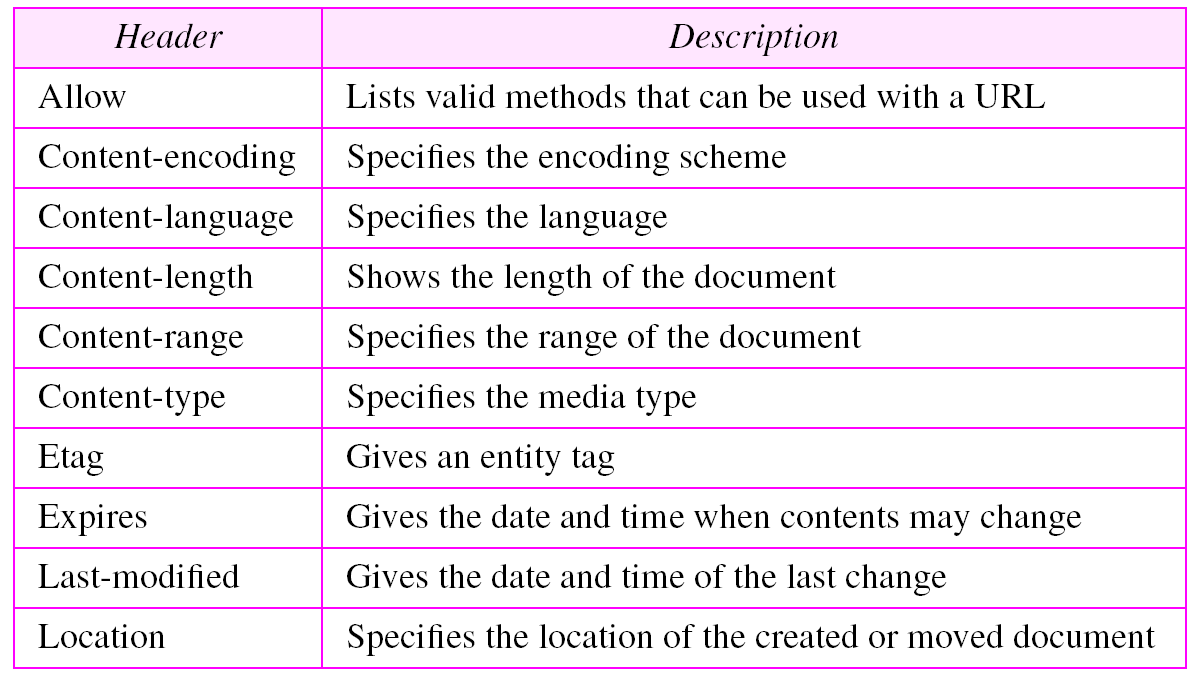 Header Description
Allow Lists valid methods that can be used with a URL
Content-encoding Specifies the encoding scheme
Content-language Specifies the language
Content-length Shows the length of the document
Content-range Specifies the range of the document
Content-type Specifies the media type
Etag Gives an entity tag
Expires Gives the date and time when contents may change
Last-modified Gives the date and time of the last change
Location Specifies the location of the created or moved document